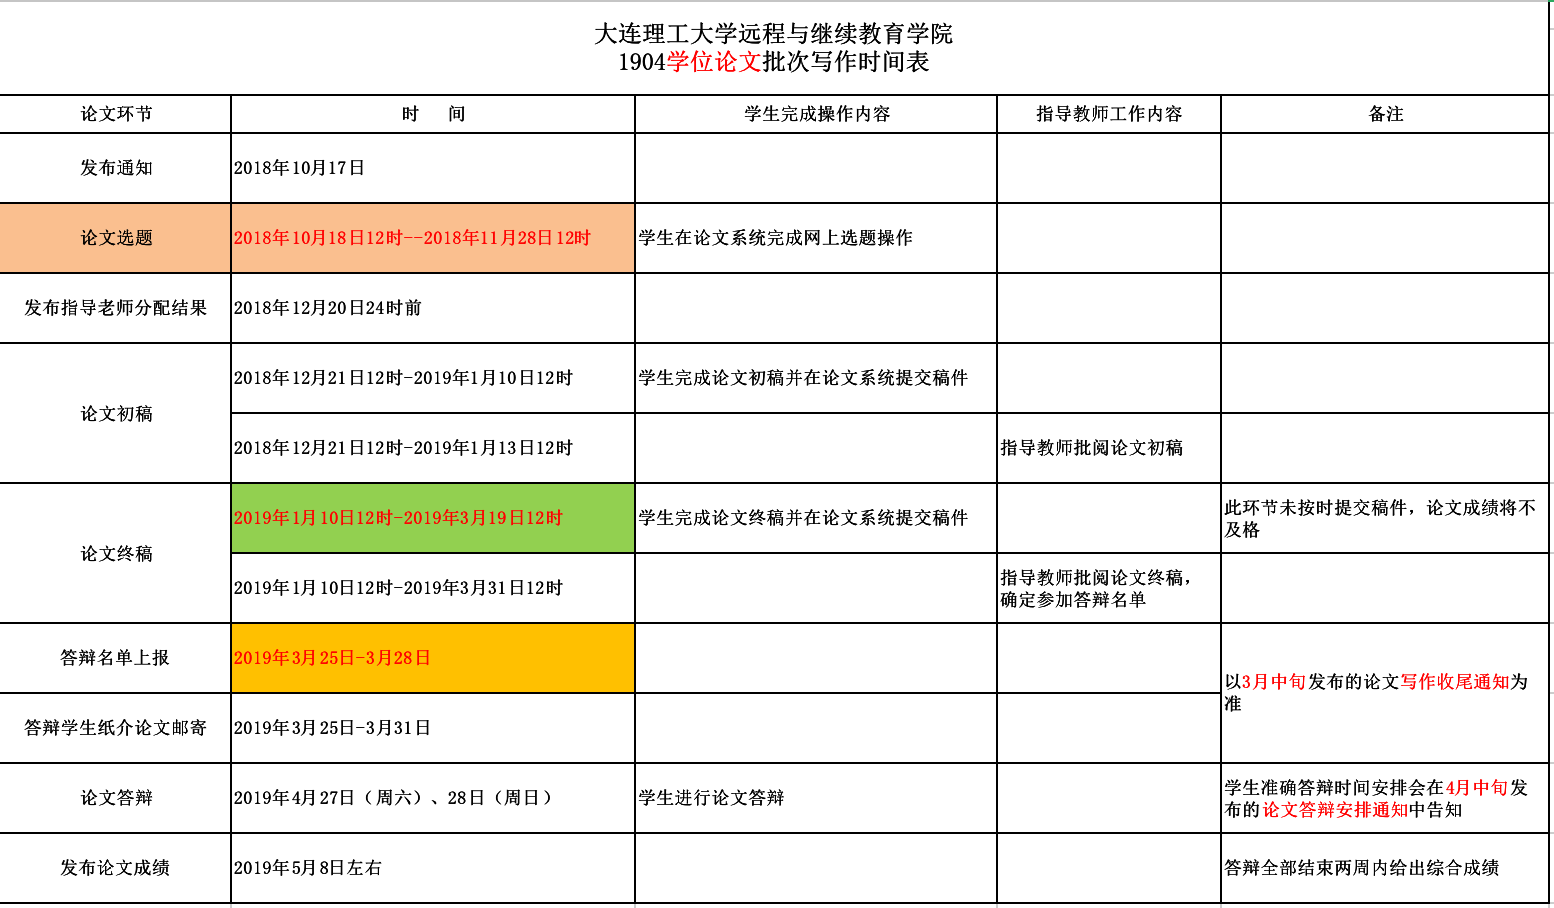 大连理工大学远程与继续教育学院
1904学位论文批次写作时间表
论文环节
时 间
学生完成操作内容
指导教师工作内容
备注
发布通知
2018年10月17日
论文选题
2018年10月18日12时--2018年11月28日12时
学生在论文系统完成网上选题操作
发布指导老师分配结果
2018年12月20日24时前
论文初稿
2018年12月21日12时-2019年1月10日12时
学生完成论文初稿并在论文系统提交稿件
2018年12月21日12时-2019年1月13日12时
指导教师批阅论文初稿
论文终稿
2019年1月10日12时-2019年3月19日12时
学生完成论文终稿并在论文系统提交稿件
此环节未按时提交稿件，论文成绩将不
及格
2019年1月10日12时-2019年3月31日12时
指导教师批阅论文终稿，
确定参加答辩名单
答辩名单上报
2019年3月25日-3月28日
以3月中旬发布的论文写作收尾通知为
准
答辩学生纸介论文邮寄
2019年3月25日-3月31日
论文答辩
2019年4月27日（周六）、28日（周日）
学生进行论文答辩
学生准确答辩时间安排会在4月中旬发
布的论文答辩安排通知中告知
发布论文成绩
2019年5月8日左右
答辩全部结束两周内给出综合成绩